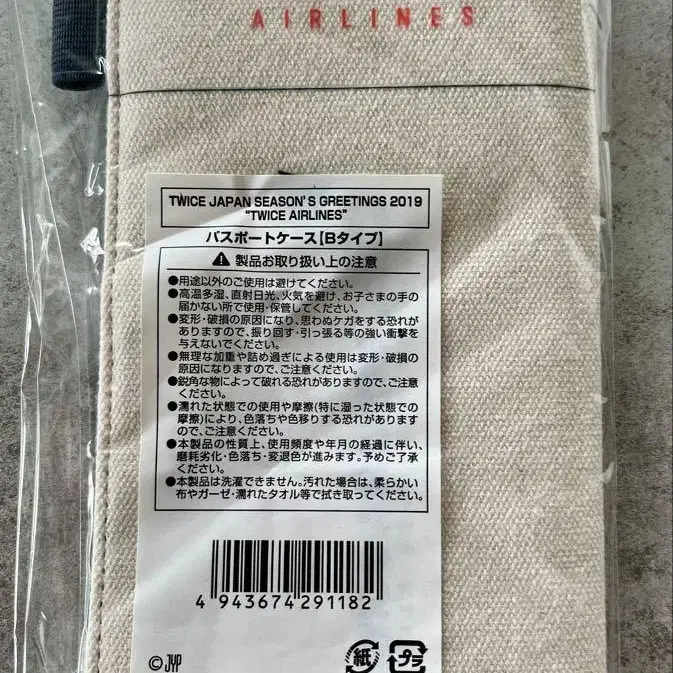 AIRLINES
TWICE JAPAN SEASON'S GREETINGS 2019
"TWICE AIRLINES"
パスポートケース【Bタイプ】
⚠ 製品お取り扱い上の注意
●用途以外のご使用は避けてください。
●高温多湿、直射日光、火気を避け、お子さまの手の
届かない所で使用・保管してください。
●変形・破損の原因になり、思わぬケガをする恐れが
ありますので、振り回す・引っ張る等の強い衝撃を
与えないでください。
●無理な加重や詰め過ぎによる使用は変形・破損の
原因になりますので、ご注意ください。
●鋭角な物によって破れる恐れがありますので、ご注意
ください。
●濡れた状態での使用や摩擦(特に湿った状態での
摩擦)により、色落ちや色移りする恐れがあります
ので、ご注意ください。
●本製品の性質上、使用頻度や年月の経過に伴い、
磨耗劣化・色落ち・変退色が進みます。予めご了承
ください。
●本製品は洗濯できません。汚れた場合は、柔らかい
布やガーゼ・濡れたタオル等で拭き取ってください。
4 943674 291182
©JYP
紙
プラ